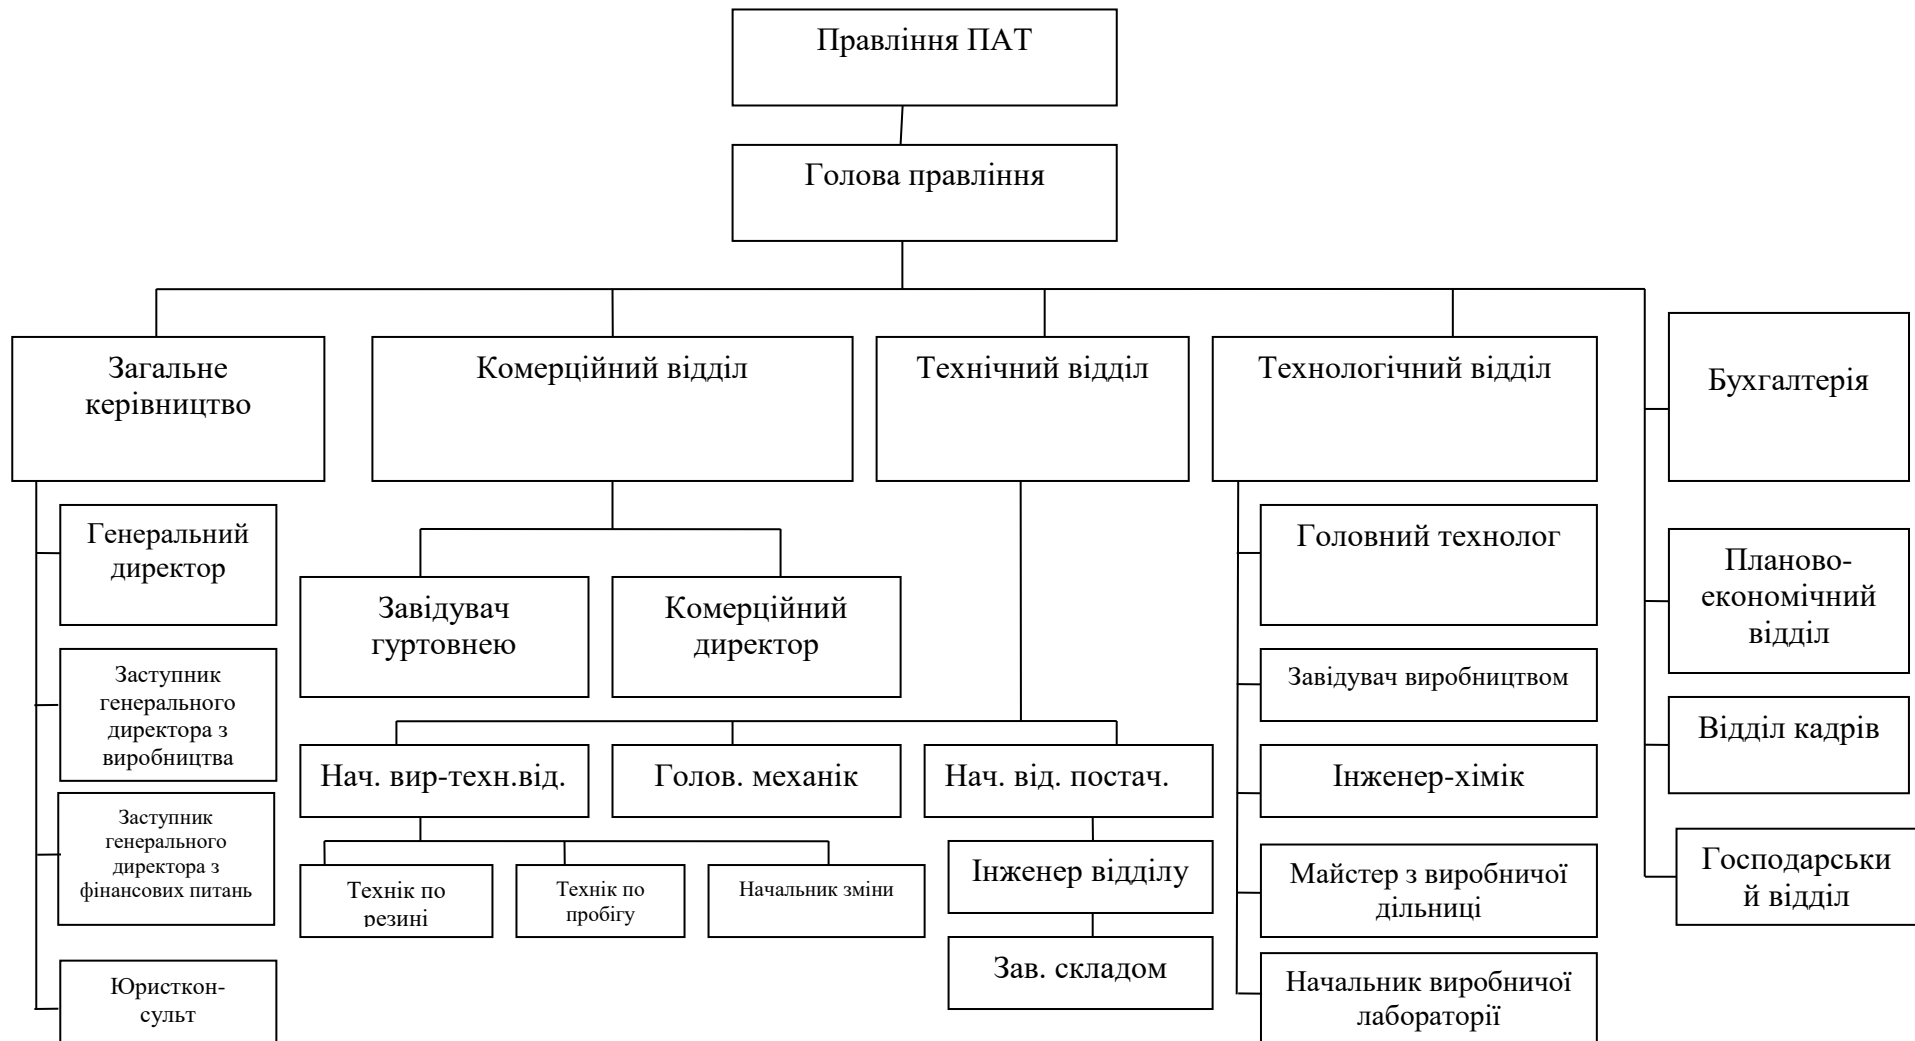 Правління ПАТ
Голова правління
Загальне
керівництво
Комерційний відділ
Технічний відділ
Технологічний відділ
Бухгалтерія
Генеральний
директор
Заступник
генерального
директора з
виробництва
Заступник
генерального
директора з
фінансових питань
Юристкон-
сульт
Завідувач
гуртовнею
Комерційний
директор
Нач. вир-техн.від.
Голов. механік
Нач. від. постач.
Технік по
резині
Технік по
пробігу
Начальник зміни
Інженер відділу
Зав. складом
Головний технолог
Завідувач виробництвом
Інженер-хімік
Майстер з виробничої
дільниці
Начальник виробничої
лабораторії
Планово-
економічний
відділ
Відділ кадрів
Господарськи
й відділ